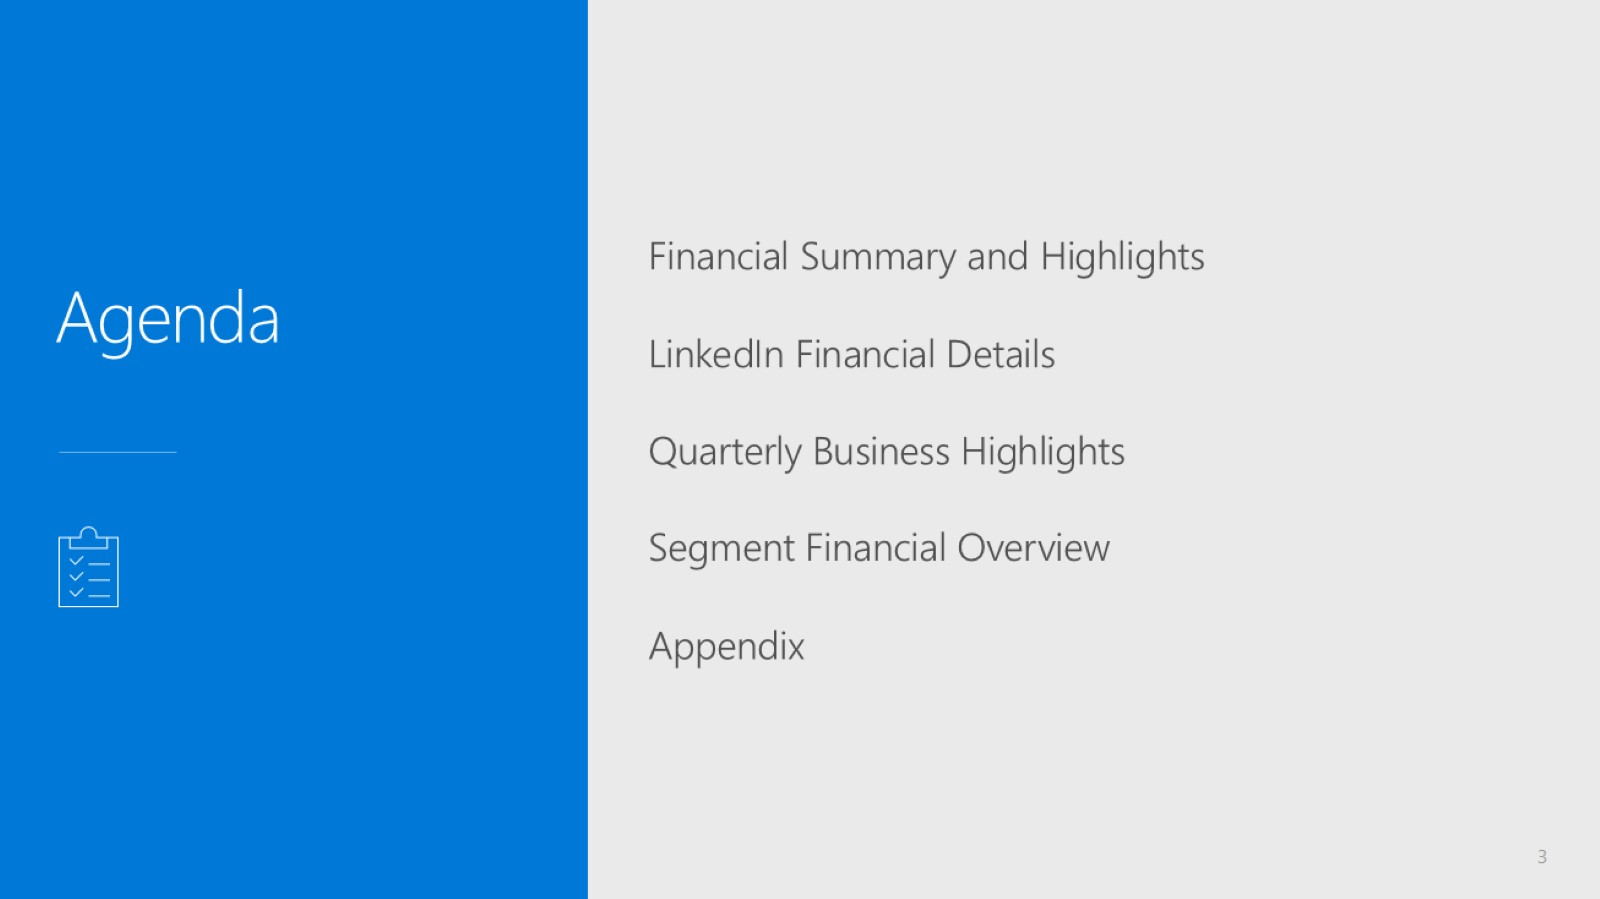 Agenda
Financial Summary and Highlights
LinkedIn Financial Details
Quarterly Business Highlights
Segment Financial Overview
Appendix
3